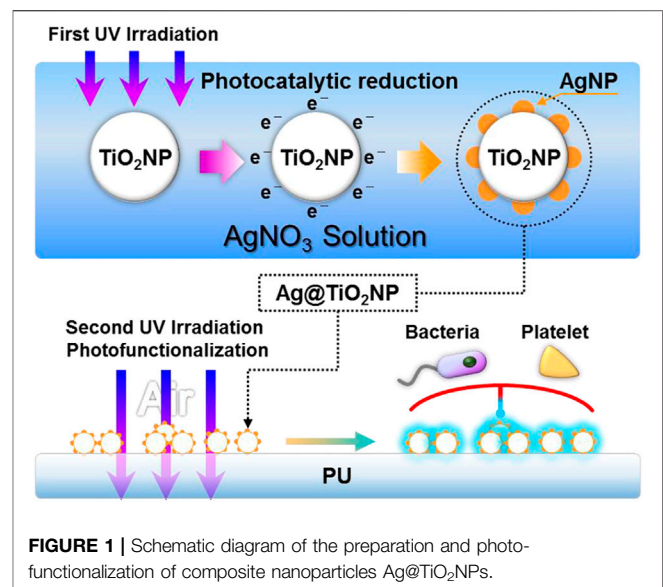 First UV Irradiation
Photocatalytic reduction
AgNP
e⁻
e⁻ e⁻
TiO₂NP
e⁻ TiO₂NP e⁻
TiO₂NP
e⁻ e⁻
e⁻
AgNO₃ Solution
Ag@TiO₂NP
Second UV Irradiation
Photofunctionalization
Bacteria
Platelet
Air
PU
FIGURE 1 | Schematic diagram of the preparation and photo-
functionalization of composite nanoparticles Ag@TiO₂NPs.